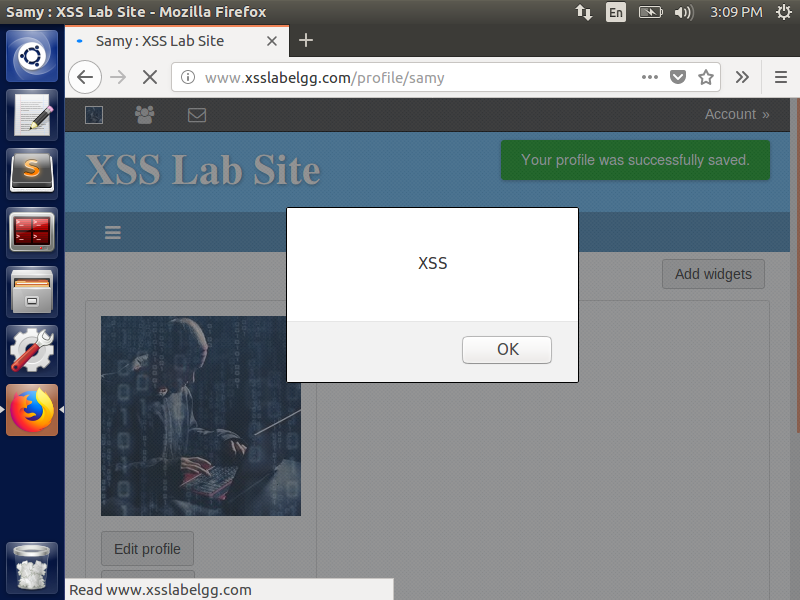 Samy : XSS Lab Site - Mozilla Firefox
En
3:09 PM
Samy : XSS Lab Site
www.xsslabelgg.com/profile/samy
Account »
XSS Lab Site
Your profile was successfully saved.
XSS
Add widgets
OK
Edit profile
Read www.xsslabelgg.com